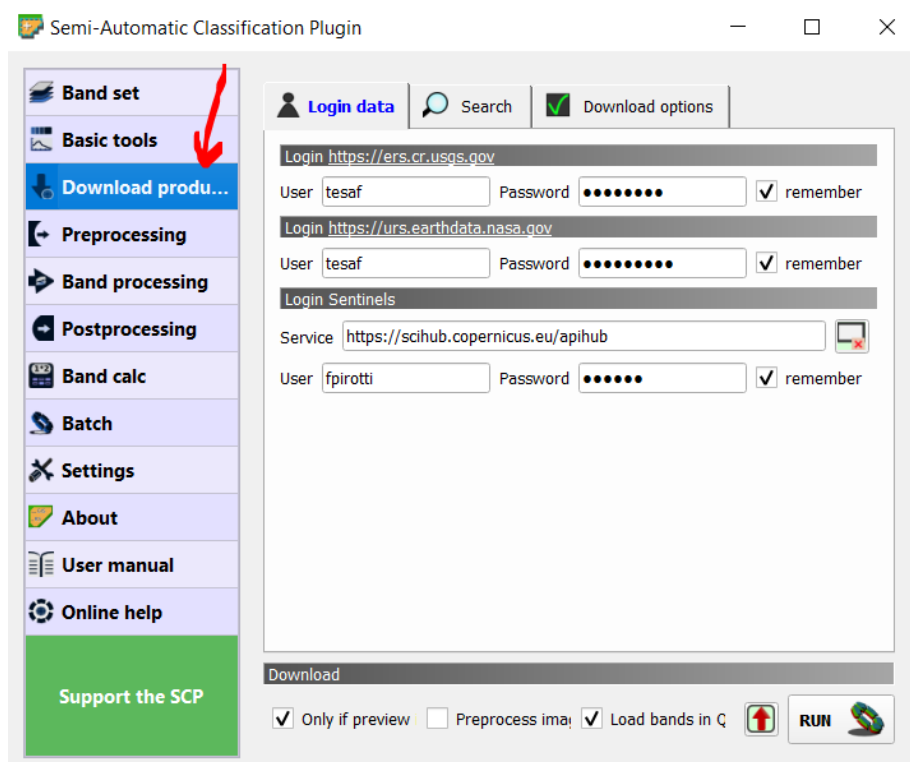 Semi-Automatic Classification Plugin
Band set
Basic tools
Download produ...
Preprocessing
Band processing
Postprocessing
Band calc
Batch
Settings
About
User manual
Online help
Support the SCP
Login data Search Download options
Login https://ers.cr.usgs.gov
User tesaf Password ●●●●●●●● remember
Login https://urs.earthdata.nasa.gov
User tesaf Password ●●●●●●●●● remember
Login Sentinels
Service https://scihub.copernicus.eu/apihub
User fpirotti Password ●●●●●● remember
Download
Only if preview Preprocess ima Load bands in Q RUN